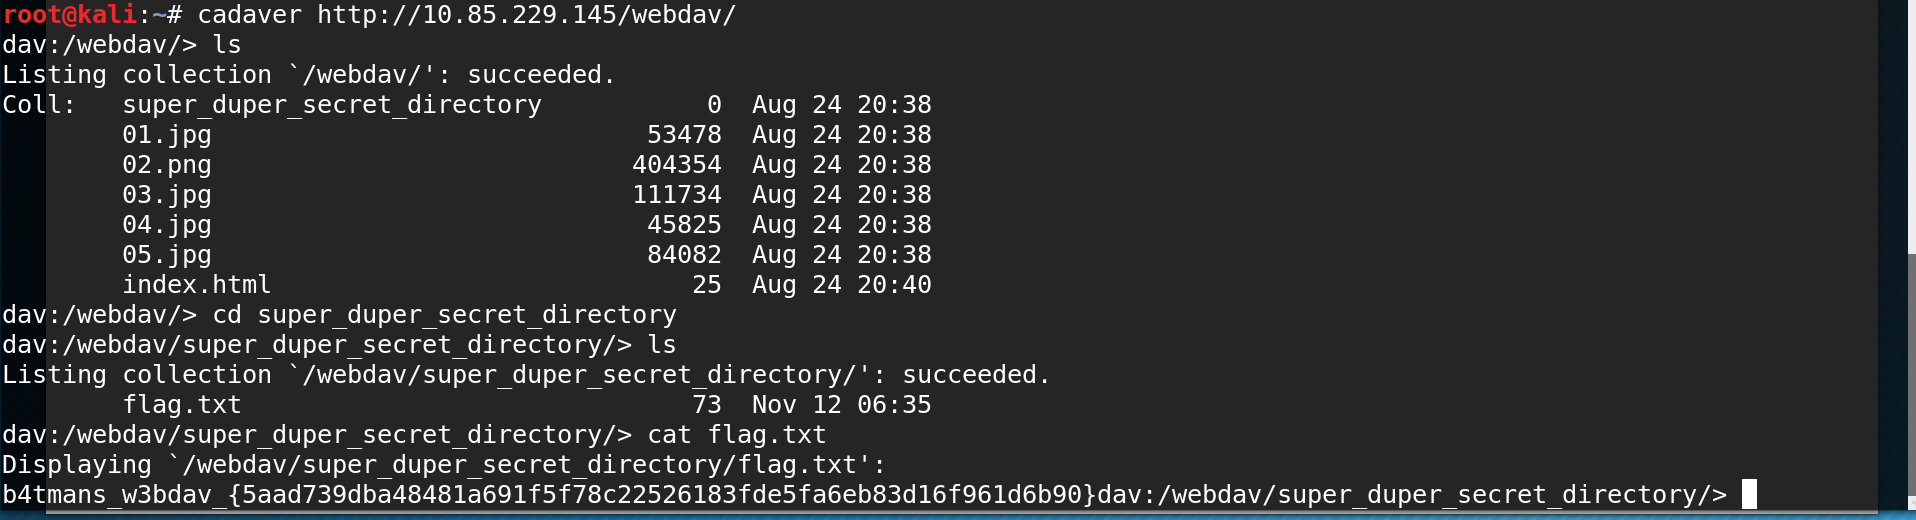 root@kali:~# cadaver http://10.85.229.145/webdav/
dav:/webdav/> ls
Listing collection `/webdav/': succeeded.
Coll:   super_duper_secret_directory           0  Aug 24 20:38
        01.jpg                             53478  Aug 24 20:38
        02.png                            404354  Aug 24 20:38
        03.jpg                            111734  Aug 24 20:38
        04.jpg                             45825  Aug 24 20:38
        05.jpg                             84082  Aug 24 20:38
        index.html                            25  Aug 24 20:40
dav:/webdav/> cd super_duper_secret_directory
dav:/webdav/super_duper_secret_directory/> ls
Listing collection `/webdav/super_duper_secret_directory/': succeeded.
        flag.txt                              73  Nov 12 06:35
dav:/webdav/super_duper_secret_directory/> cat flag.txt
Displaying `/webdav/super_duper_secret_directory/flag.txt':
b4tmans_w3bdav_{5aad739dba48481a691f5f78c22526183fde5fa6eb83d16f961d6b90}dav:/webdav/super_duper_secret_directory/>